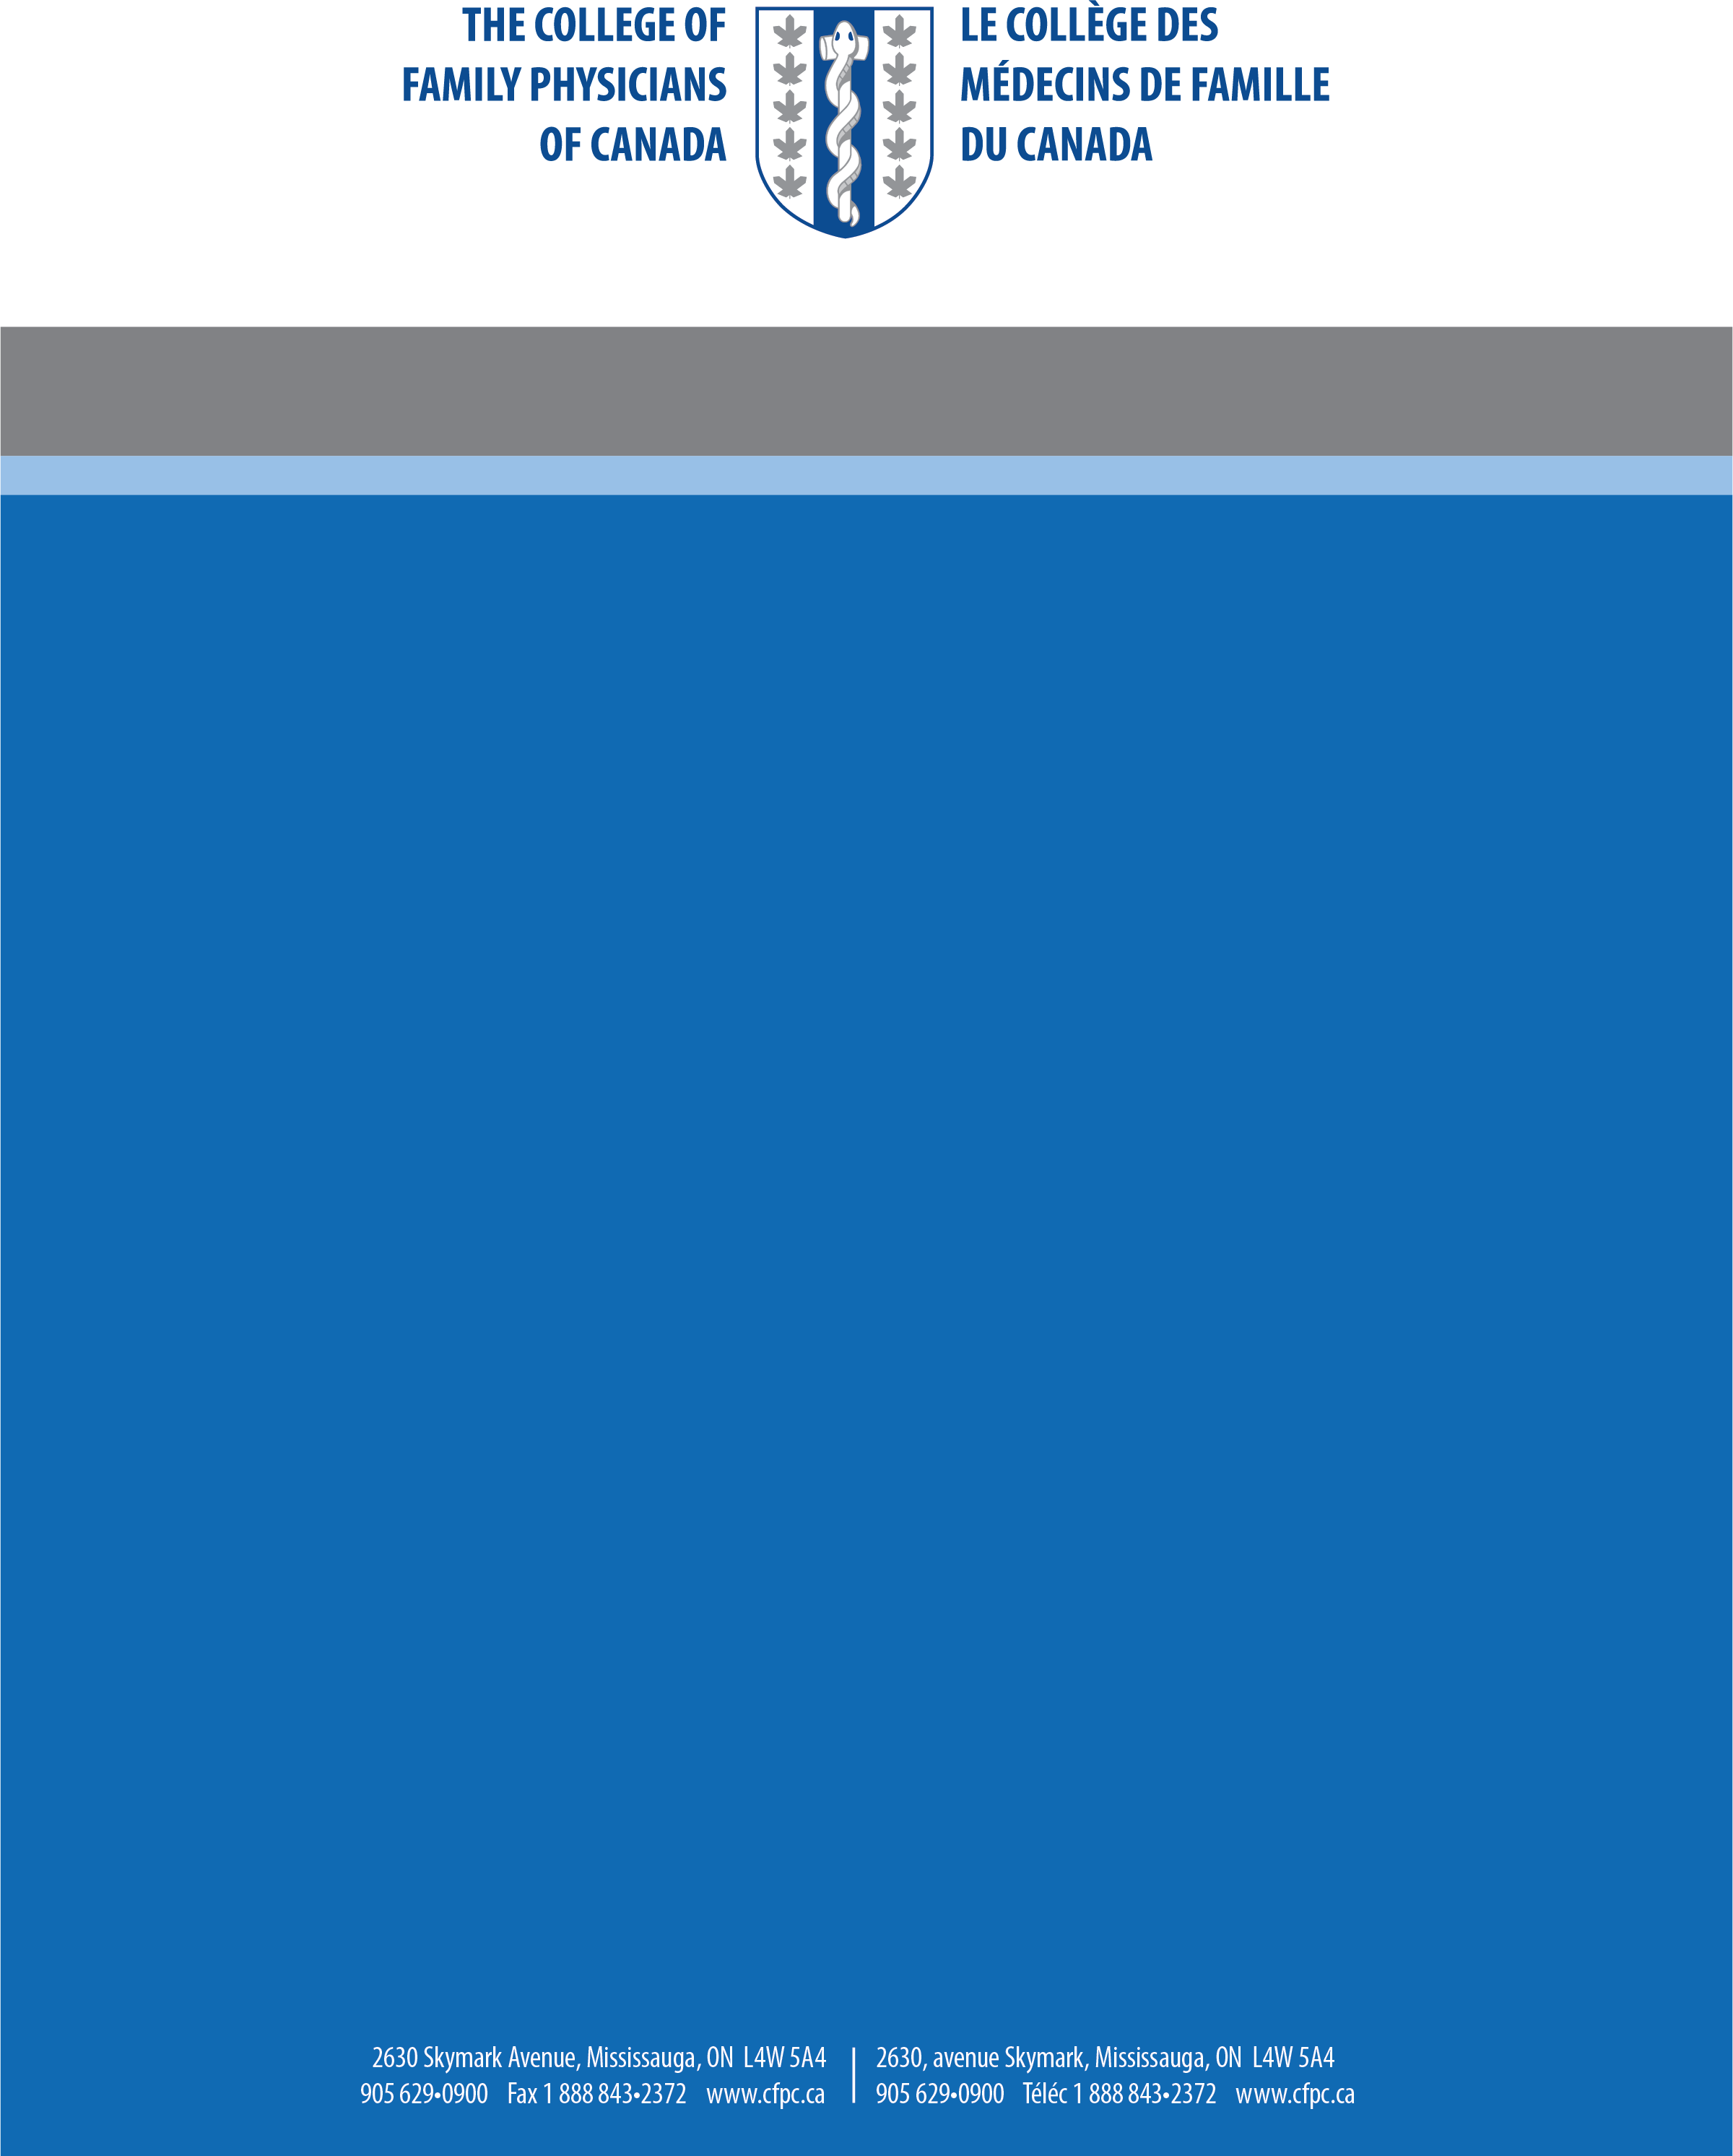 THE COLLEGE OF
FAMILY PHYSICIANS
OF CANADA
LE COLLÈGE DES
MÉDECINS DE FAMILLE
DU CANADA
2630 Skymark Avenue, Mississauga, ON L4W 5A4
905 629•0900 Fax 1 888 843•2372 www.cfpc.ca
2630, avenue Skymark, Mississauga, ON L4W 5A4
905 629•0900 Téléc 1 888 843•2372 www.cfpc.ca